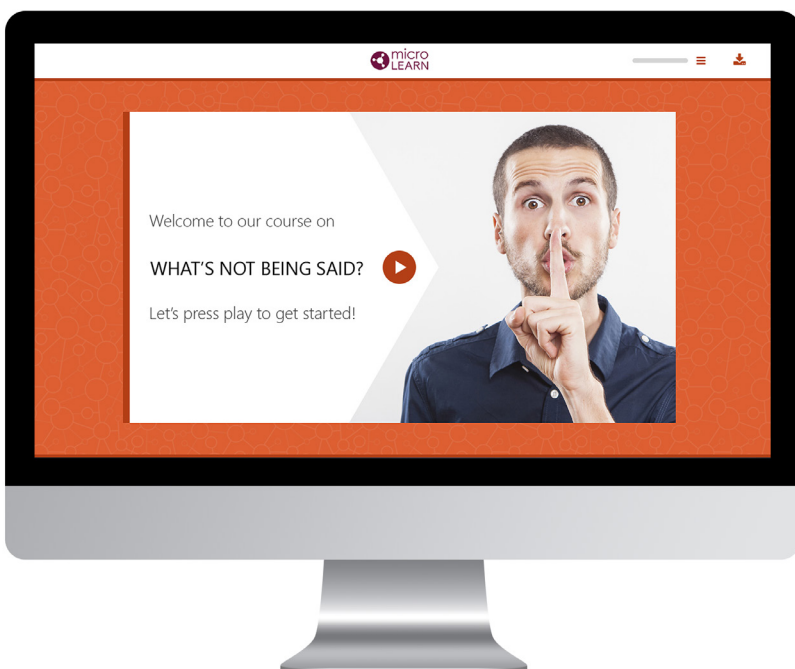 micro
LEARN
Welcome to our course on
WHAT'S NOT BEING SAID?
Let's press play to get started!